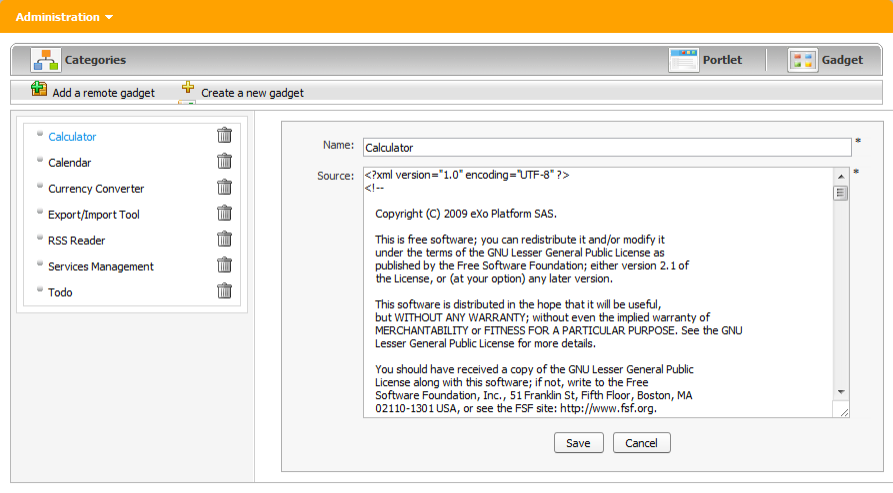 Administration
Categories
Portlet
Gadget
Add a remote gadget
Create a new gadget
Calculator
Calendar
Currency Converter
Export/Import Tool
RSS Reader
Services Management
Todo
Name: Calculator *
Source: *
<?xml version="1.0" encoding="UTF-8" ?>
<!--
Copyright (C) 2009 eXo Platform SAS.
This is free software; you can redistribute it and/or modify it
under the terms of the GNU Lesser General Public License as
published by the Free Software Foundation; either version 2.1 of
the License, or (at your option) any later version.
This software is distributed in the hope that it will be useful,
but WITHOUT ANY WARRANTY; without even the implied warranty of
MERCHANTABILITY or FITNESS FOR A PARTICULAR PURPOSE. See the GNU
Lesser General Public License for more details.
You should have received a copy of the GNU Lesser General Public
License along with this software; if not, write to the Free
Software Foundation, Inc., 51 Franklin St, Fifth Floor, Boston, MA
02110-1301 USA, or see the FSF site: http://www.fsf.org.
Save
Cancel